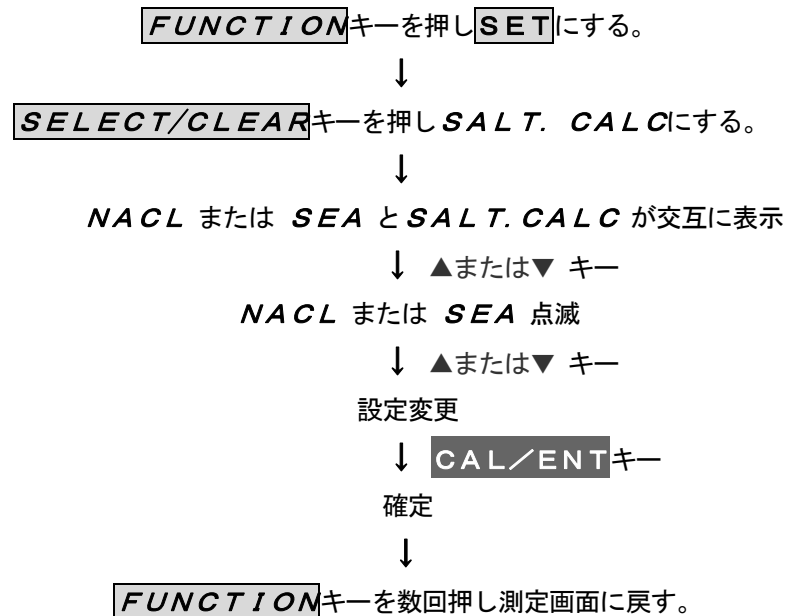 FUNCTIONキーを押しSETにする。
↓
SELECT/CLEARキーを押しSALT. CALCにする。
↓
NACL または SEA とSALT.CALC が交互に表示
↓ ▲または▼ キー
NACL または SEA 点滅
↓ ▲または▼ キー
設定変更
↓ CAL／ENTキー
確定
↓
FUNCTIONキーを数回押し測定画面に戻す。